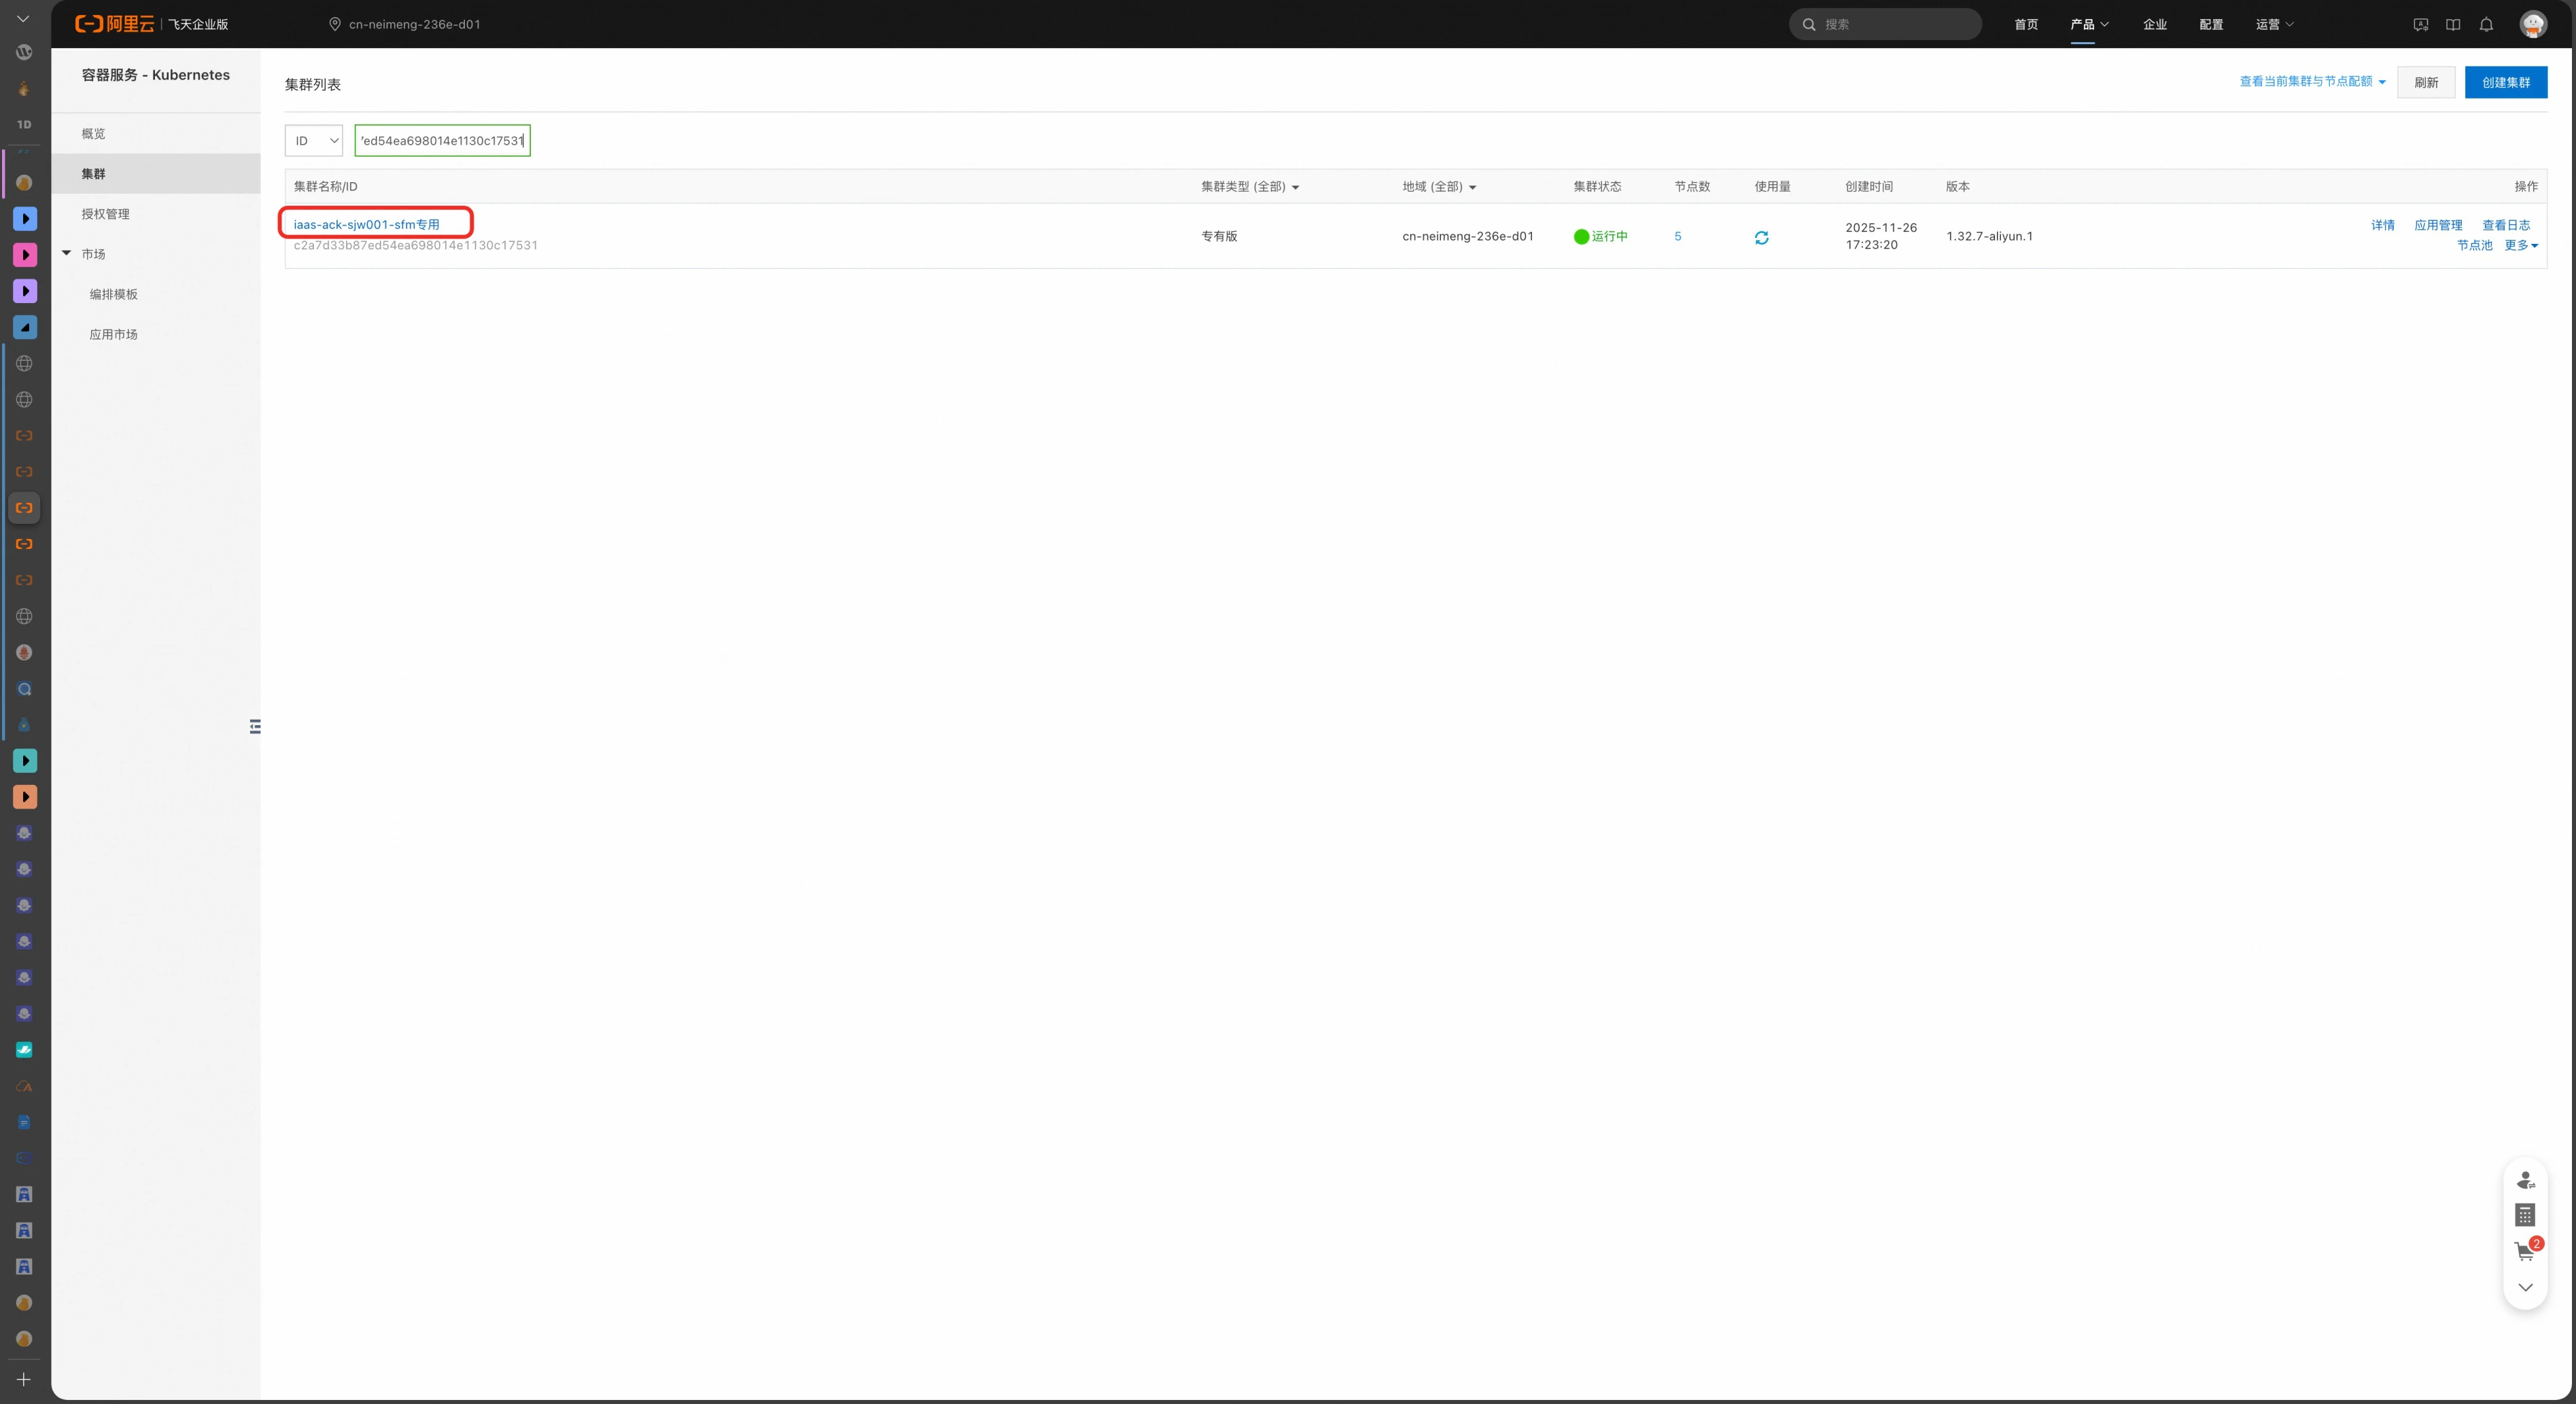 阿里云 | 飞天企业版
cn-neimeng-236e-d01
搜索
首页
产品
企业
配置
运营
容器服务 - Kubernetes
概览
集群
授权管理
市场
编排模板
应用市场
集群列表
查看当前集群与节点配额
刷新
创建集群
ID
ed54ea698014e1130c17531
集群名称/ID
集群类型 (全部)
地域 (全部)
集群状态
节点数
使用量
创建时间
版本
操作
iaas-ack-sjw001-sfm专用
c2a7d33b87ed54ea698014e1130c17531
专有版
cn-neimeng-236e-d01
运行中
5
2025-11-26
17:23:20
1.32.7-aliyun.1
详情 应用管理 查看日志
节点池 更多
1D
2